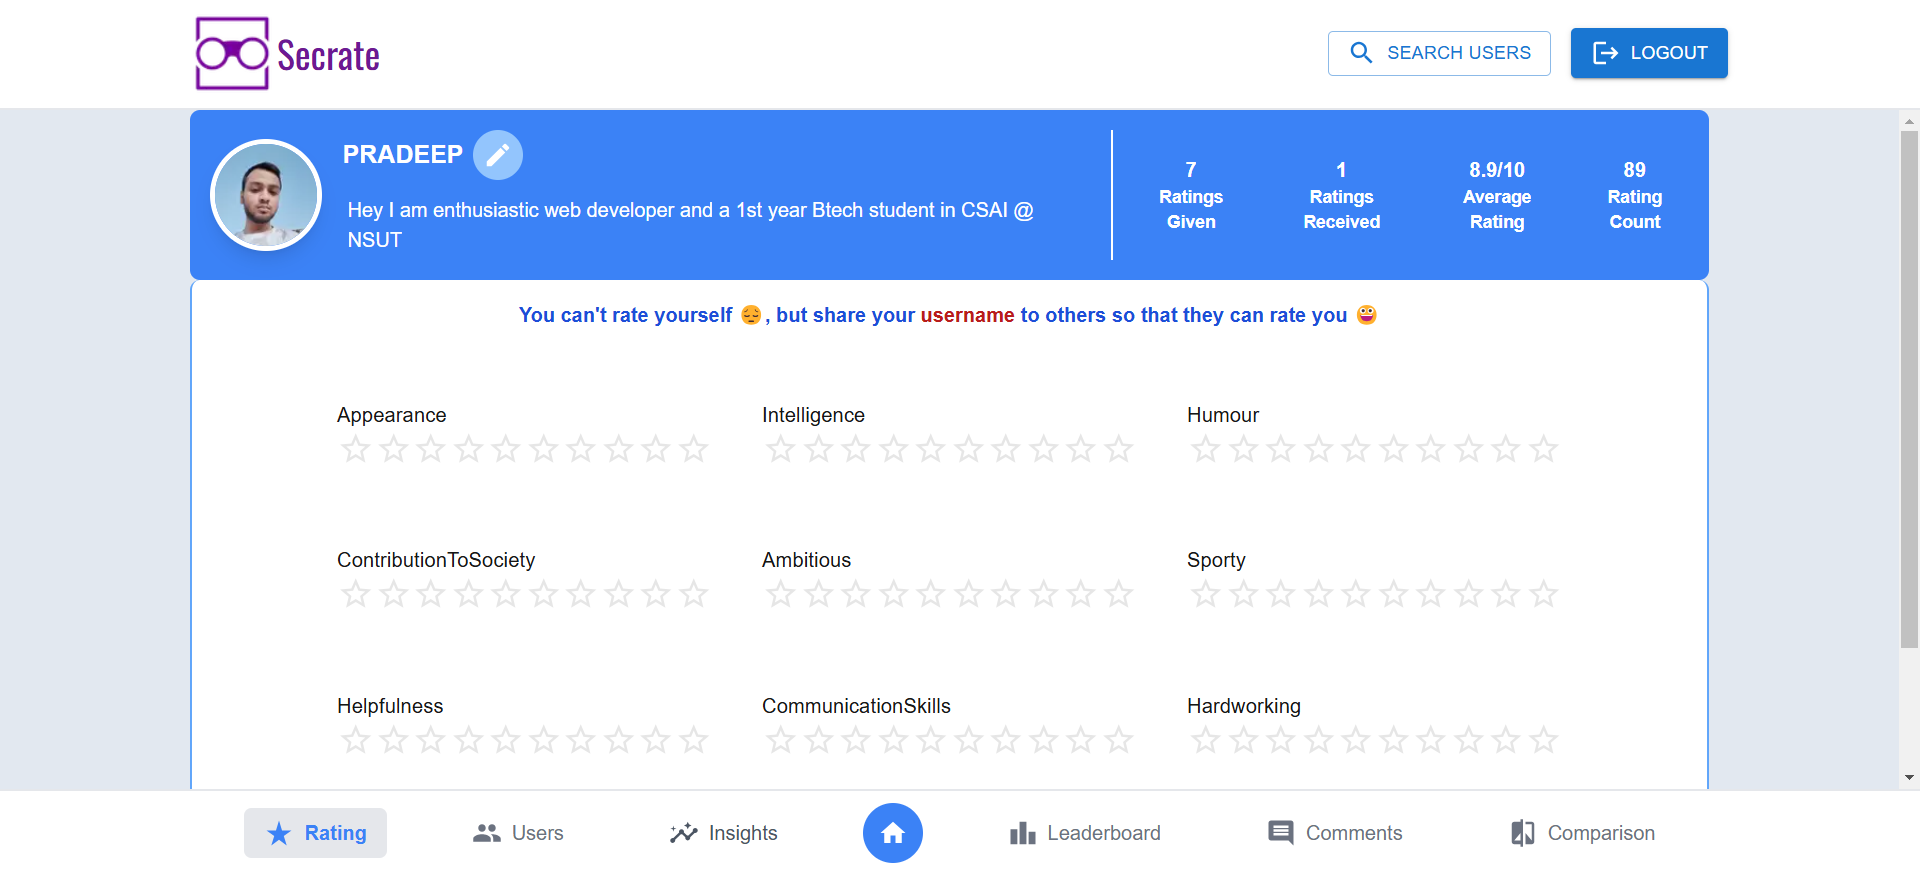 Secrate
SEARCH USERS
LOGOUT
PRADEEP
Hey I am enthusiastic web developer and a 1st year Btech student in CSAI @
NSUT
7
Ratings
Given
1
Ratings
Received
8.9/10
Average
Rating
89
Rating
Count
You can't rate yourself 😔, but share your username to others so that they can rate you 😀
Appearance
Intelligence
Humour
ContributionToSociety
Ambitious
Sporty
Helpfulness
CommunicationSkills
Hardworking
Rating
Users
Insights
Leaderboard
Comments
Comparison